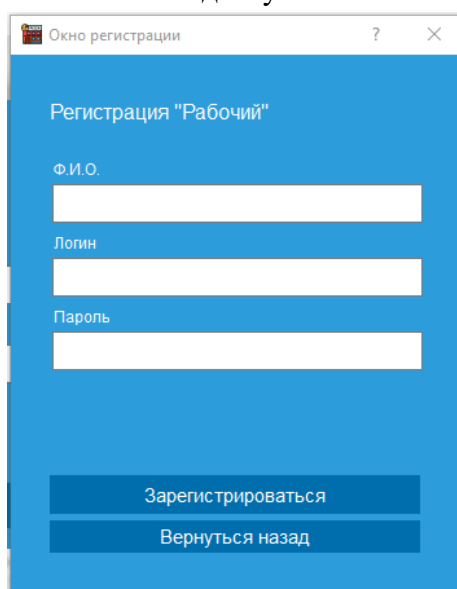 Окно регистрации
?
Регистрация "Рабочий"
Ф.И.О.
Логин
Пароль
Зарегистрироваться
Вернуться назад